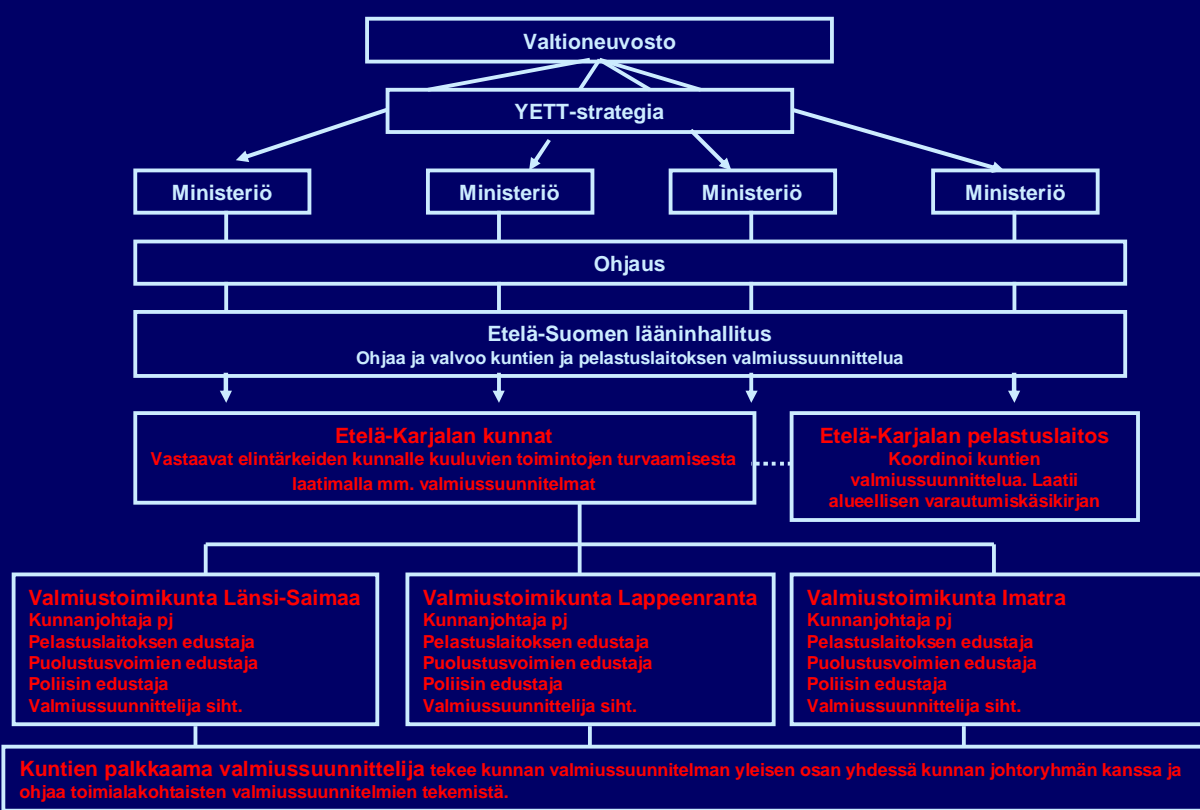 Valtioneuvosto
YETT-strategia
Ministeriö
Ministeriö
Ministeriö
Ministeriö
Ohjaus
Etelä-Suomen lääninhallitus
Ohjaa ja valvoo kuntien ja pelastuslaitoksen valmiussuunnittelua
Etelä-Karjalan kunnat
Vastaavat elintärkeiden kunnalle kuuluvien toimintojen turvaamisesta
laatimalla mm. valmiussuunnitelmat
Etelä-Karjalan pelastuslaitos
Koordinoi kuntien
valmiussuunnittelua. Laatii
alueellisen varautumiskäsikirjan
Valmiustoimikunta Länsi-Saimaa
Kunnanjohtaja pj
Pelastuslaitoksen edustaja
Puolustusvoimien edustaja
Poliisin edustaja
Valmiussuunnittelija siht.
Valmiustoimikunta Lappeenranta
Kunnanjohtaja pj
Pelastuslaitoksen edustaja
Puolustusvoimien edustaja
Poliisin edustaja
Valmiussuunnittelija siht.
Valmiustoimikunta Imatra
Kunnanjohtaja pj
Pelastuslaitoksen edustaja
Puolustusvoimien edustaja
Poliisin edustaja
Valmiussuunnittelija siht.
Kuntien palkkaama valmiussuunnittelija tekee kunnan valmiussuunnitelman yleisen osan yhdessä kunnan johtoryhmän kanssa ja
ohjaa toimialakohtaisten valmiussuunnitelmien tekemistä.